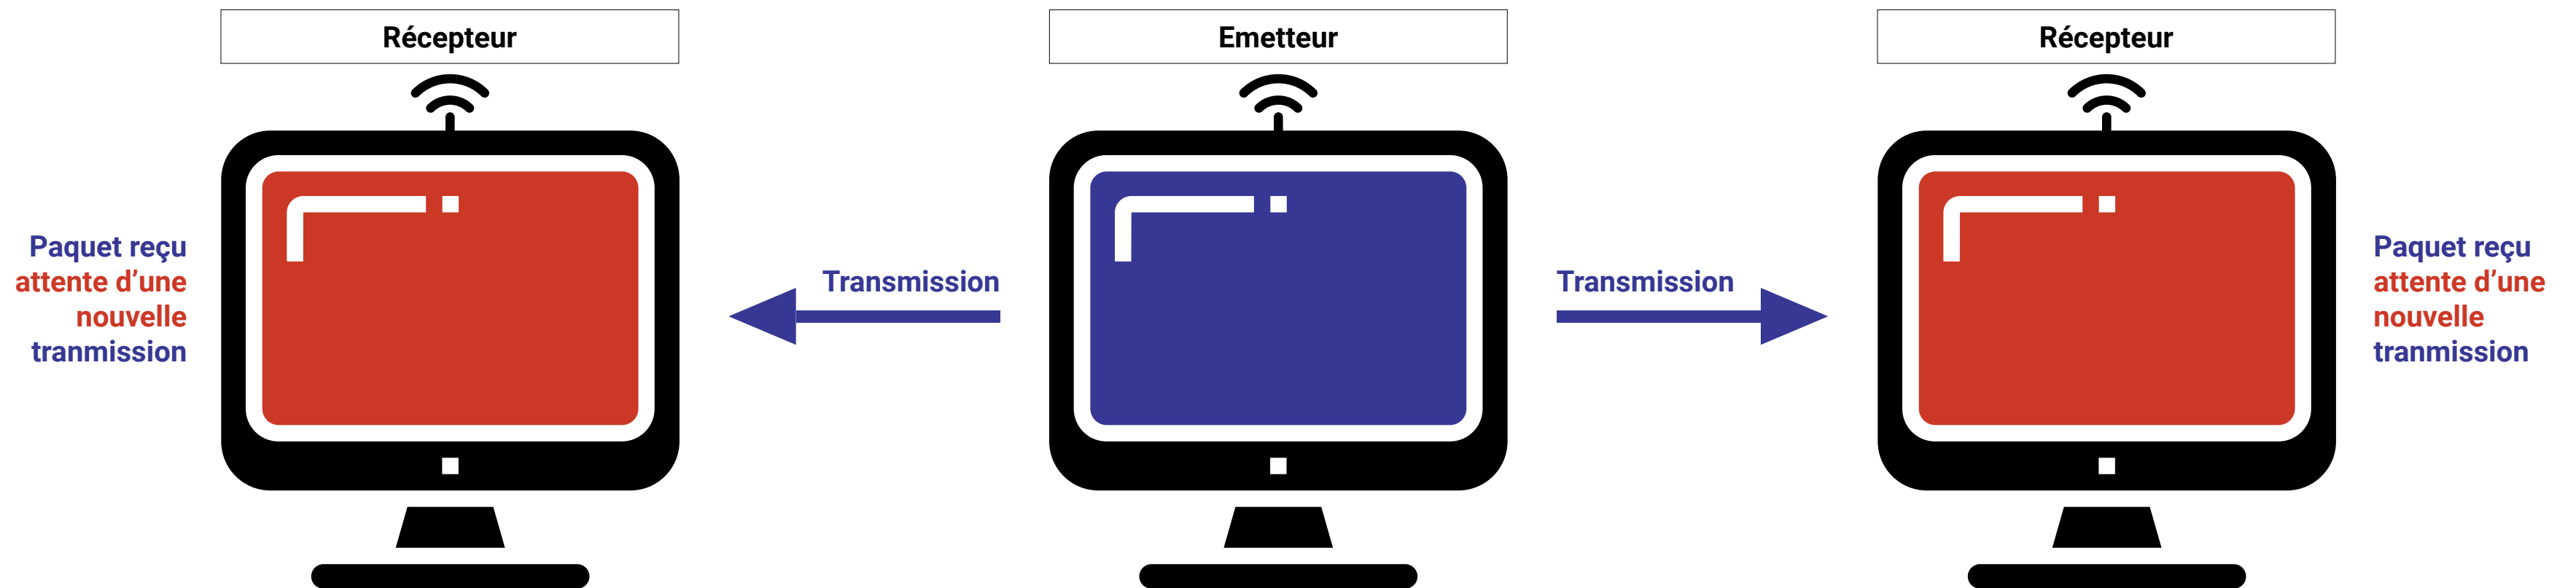 Récepteur
Emetteur
Récepteur
Paquet reçu
attente d’une
nouvelle
tranmission
Transmission
Transmission
Paquet reçu
attente d’une
nouvelle
tranmission